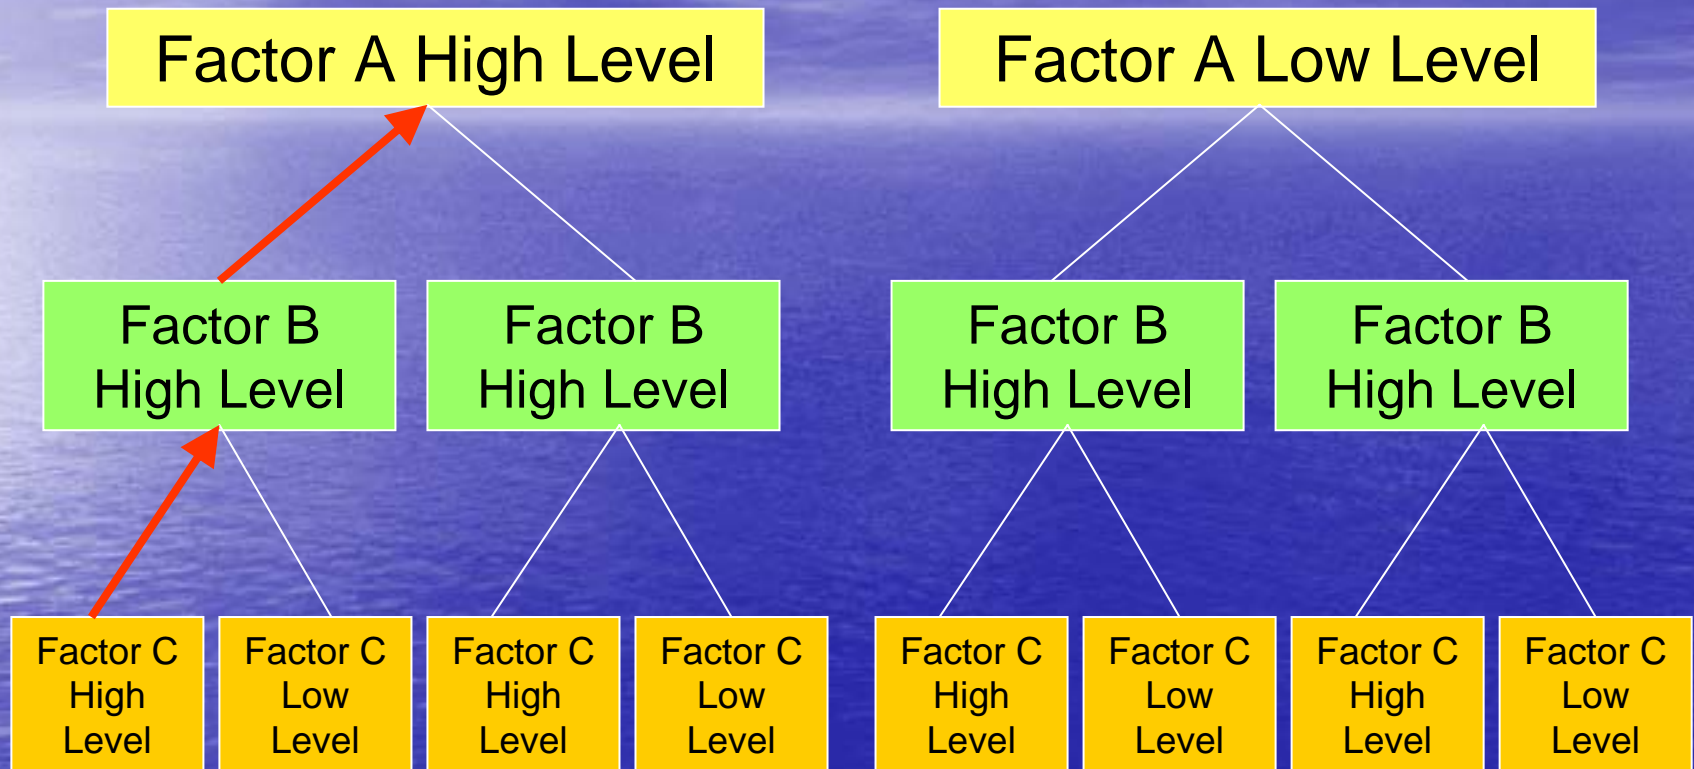 Factor A High Level
Factor A Low Level
Factor B
High Level
Factor B
High Level
Factor B
High Level
Factor B
High Level
Factor C
High
Level
Factor C
Low
Level
Factor C
High
Level
Factor C
Low
Level
Factor C
High
Level
Factor C
Low
Level
Factor C
High
Level
Factor C
Low
Level